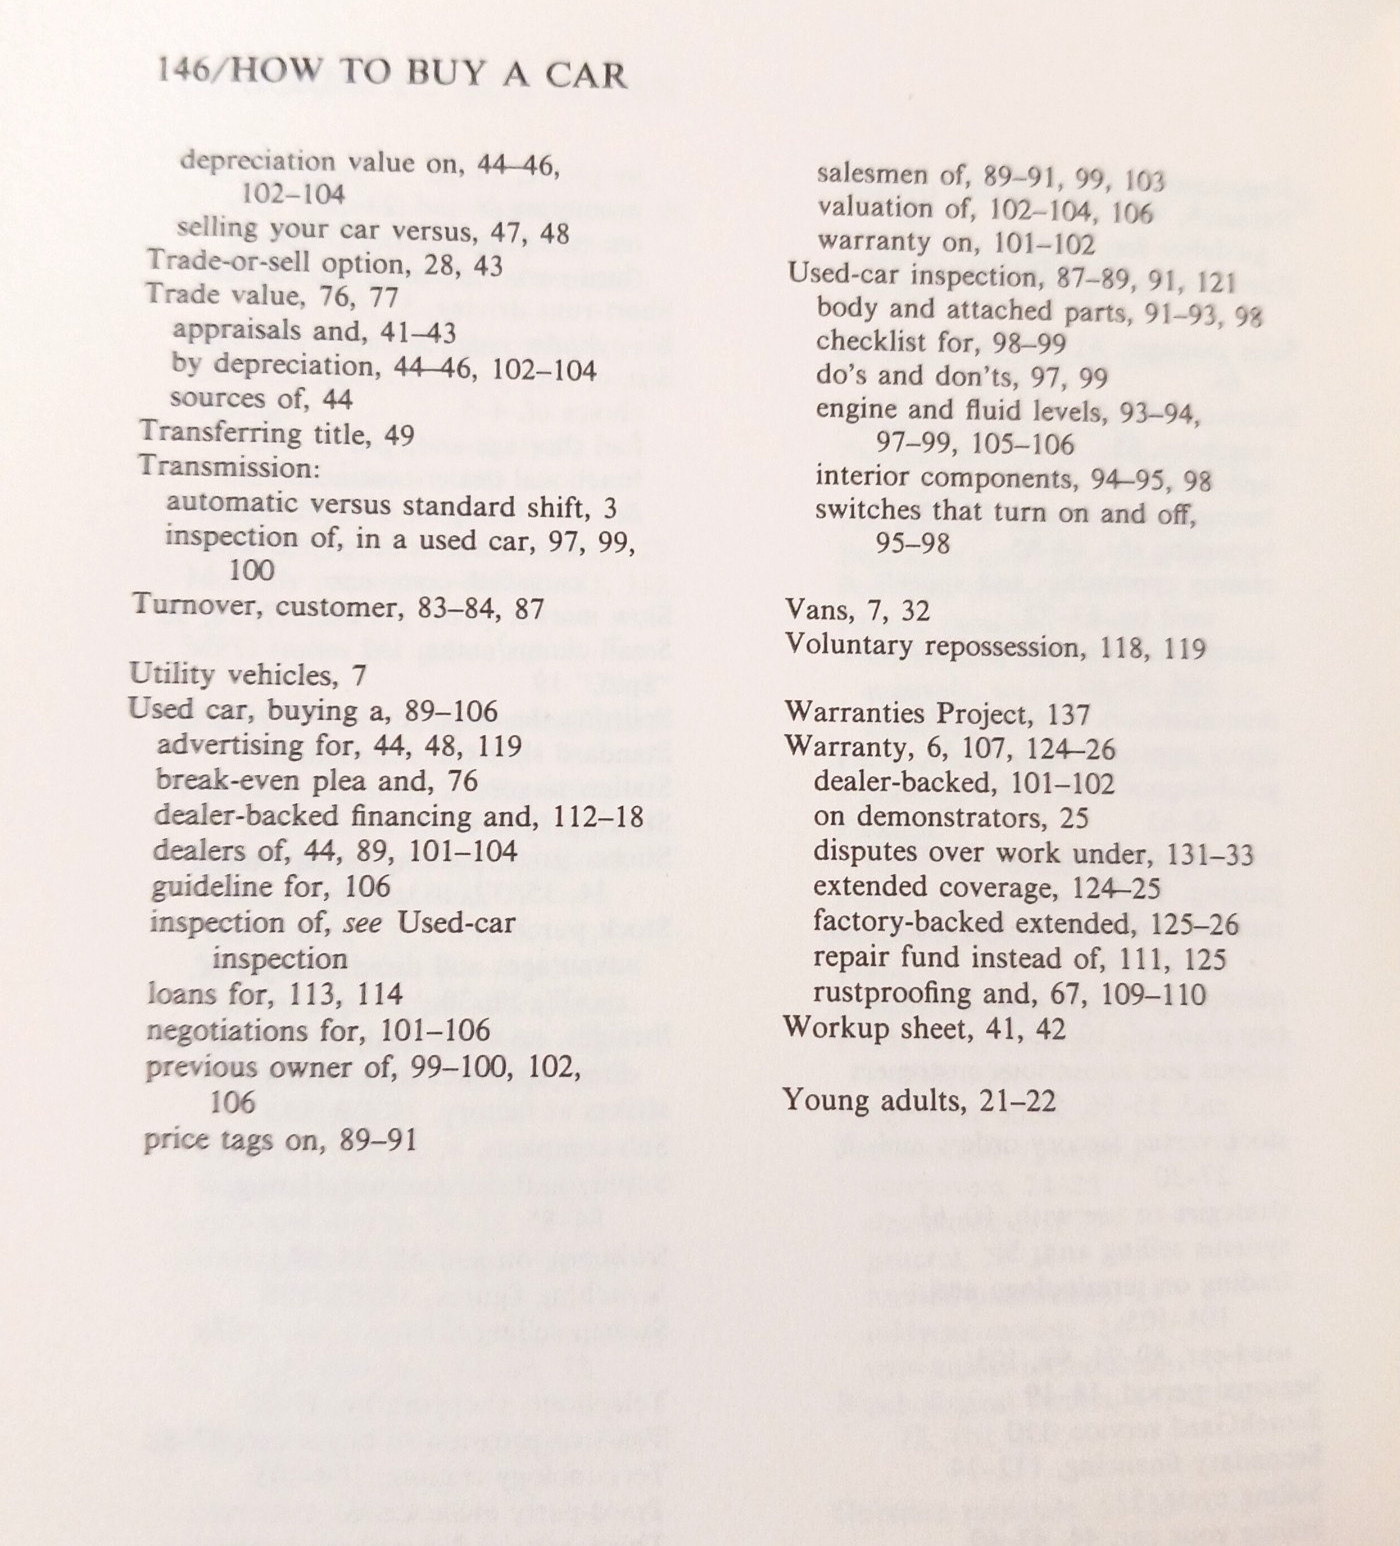 146/HOW TO BUY A CAR
depreciation value on, 44–46,
102–104
selling your car versus, 47, 48
Trade-or-sell option, 28, 43
Trade value, 76, 77
appraisals and, 41–43
by depreciation, 44–46, 102–104
sources of, 44
Transferring title, 49
Transmission:
automatic versus standard shift, 3
inspection of, in a used car, 97, 99,
100
Turnover, customer, 83–84, 87
Utility vehicles, 7
Used car, buying a, 89–106
advertising for, 44, 48, 119
break-even plea and, 76
dealer-backed financing and, 112–18
dealers of, 44, 89, 101–104
guideline for, 106
inspection of, see Used-car
inspection
loans for, 113, 114
negotiations for, 101–106
previous owner of, 99–100, 102,
106
price tags on, 89–91
salesmen of, 89–91, 99, 103
valuation of, 102–104, 106
warranty on, 101–102
Used-car inspection, 87–89, 91, 121
body and attached parts, 91–93, 98
checklist for, 98–99
do's and don'ts, 97, 99
engine and fluid levels, 93–94,
97–99, 105–106
interior components, 94–95, 98
switches that turn on and off,
95–98
Vans, 7, 32
Voluntary repossession, 118, 119
Warranties Project, 137
Warranty, 6, 107, 124–26
dealer-backed, 101–102
on demonstrators, 25
disputes over work under, 131–33
extended coverage, 124–25
factory-backed extended, 125–26
repair fund instead of, 111, 125
rustproofing and, 67, 109–110
Workup sheet, 41, 42
Young adults, 21–22